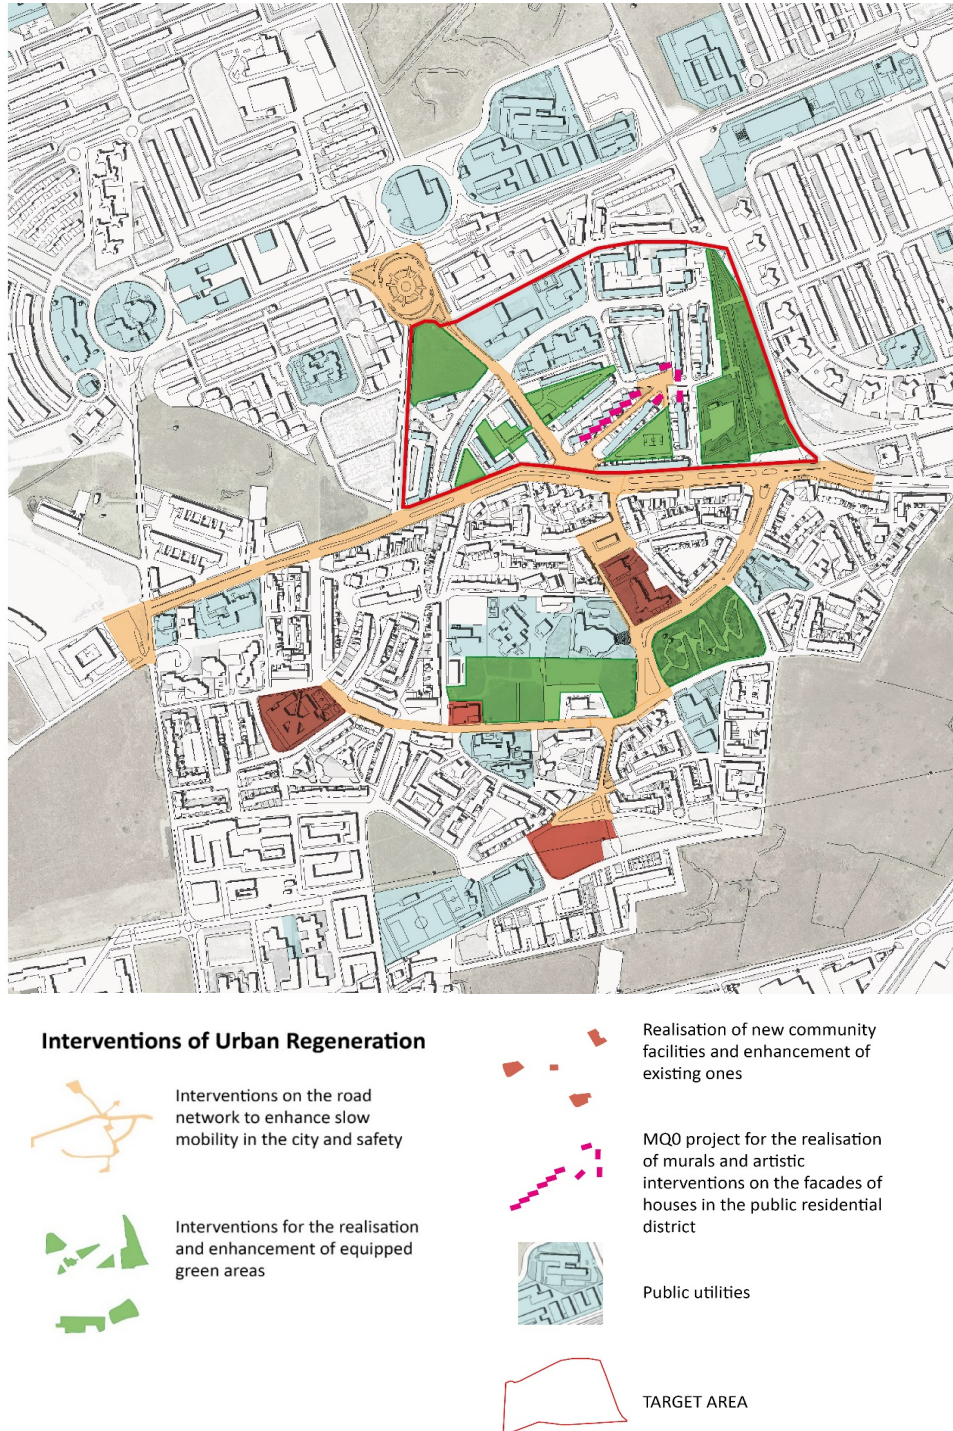 Interventions of Urban Regeneration
Interventions on the road
network to enhance slow
mobility in the city and safety
Interventions for the realisation
and enhancement of equipped
green areas
Realisation of new community
facilities and enhancement of
existing ones
MQ0 project for the realisation
of murals and artistic
interventions on the facades of
houses in the public residential
district
Public utilities
TARGET AREA